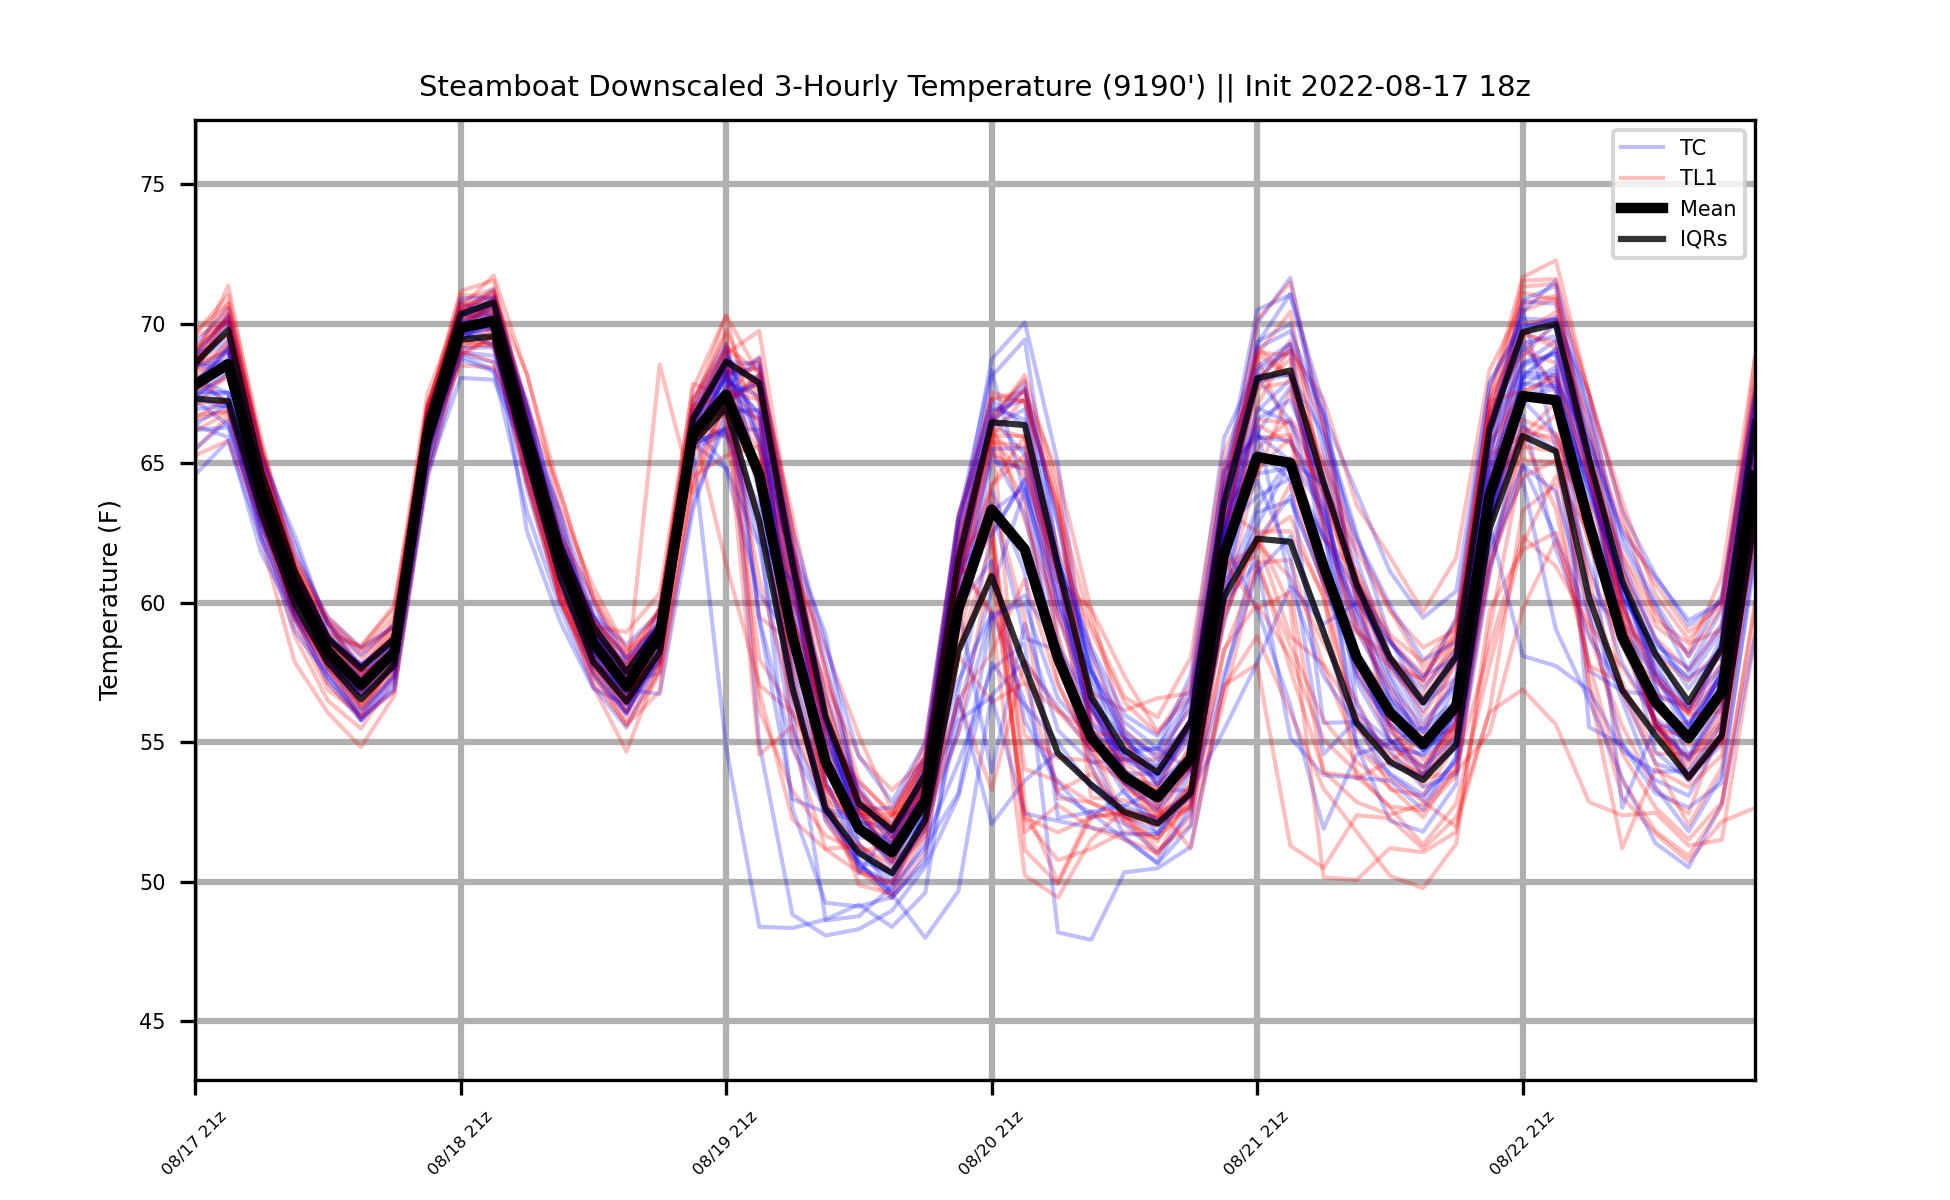 Steamboat Downscaled 3-Hourly Temperature (9190') || Init 2022-08-17 18z
TC
TL1
Mean
IQRs
Temperature (F)
75
70
65
60
55
50
45
08/17 21z
08/18 21z
08/19 21z
08/20 21z
08/21 21z
08/22 21z